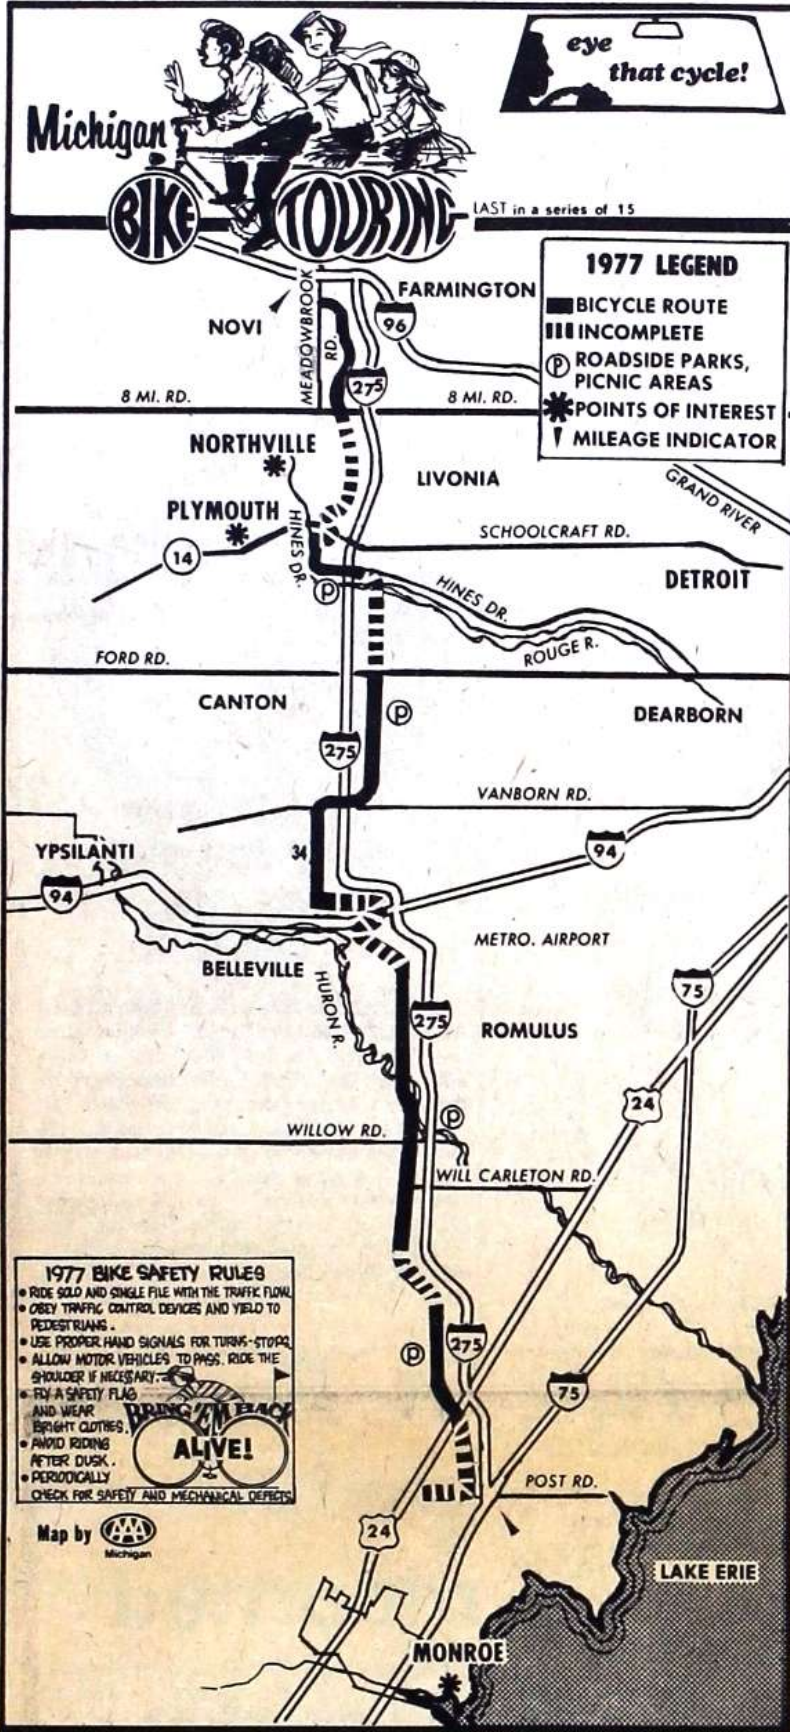 eye
that cycle!
Michigan
BIKE TOURING
LAST in a series of 15
1977 LEGEND
BICYCLE ROUTE
INCOMPLETE
P ROADSIDE PARKS,
PICNIC AREAS
POINTS OF INTEREST
MILEAGE INDICATOR
FARMINGTON
NOVI
MEADOWBROOK
RD.
96
275
8 MI. RD.
8 MI. RD.
NORTHVILLE
LIVONIA
GRAND RIVER
PLYMOUTH
HINES DR.
SCHOOLCRAFT RD.
14
DETROIT
P
HINES DR.
ROUGE R.
FORD RD.
CANTON
P
DEARBORN
275
VANBORN RD.
34
YPSILANTI
94
94
METRO. AIRPORT
BELLEVILLE
HURON R.
75
275
ROMULUS
24
P
WILLOW RD.
WILL CARLETON RD.
1977 BIKE SAFETY RULES
• RIDE SOLO AND SINGLE FILE WITH THE TRAFFIC FLOW.
• OBEY TRAFFIC CONTROL DEVICES AND YIELD TO
PEDESTRIANS.
• USE PROPER HAND SIGNALS FOR TURNS-STOPS
• ALLOW MOTOR VEHICLES TO PASS. RIDE THE
SHOULDER IF NECESSARY.
• FLY A SAFETY FLAG
AND WEAR
BRIGHT CLOTHES.
• AVOID RIDING
AFTER DUSK.
• PERIODICALLY
CHECK FOR SAFETY AND MECHANICAL DEFECTS
BRING 'EM BACK
ALIVE!
P
275
75
POST RD.
24
Map by AAA
Michigan
LAKE ERIE
MONROE